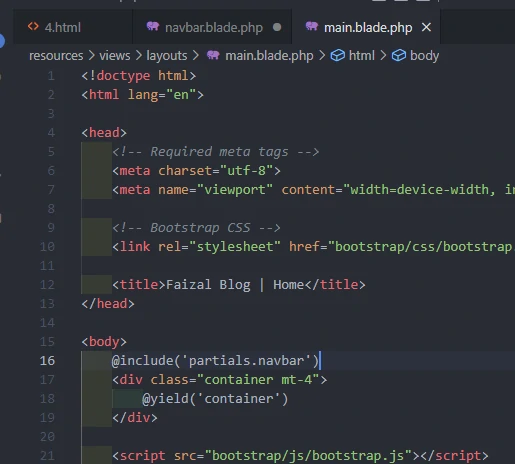 4.html navbar.blade.php main.blade.php
resources > views > layouts > main.blade.php > html > body
1 <!doctype html>
2 <html lang="en">
3
4 <head>
5 <!-- Required meta tags -->
6 <meta charset="utf-8">
7 <meta name="viewport" content="width=device-width, in
8
9 <!-- Bootstrap CSS -->
10 <link rel="stylesheet" href="bootstrap/css/bootstrap.
11
12 <title>Faizal Blog | Home</title>
13 </head>
14
15 <body>
16 @include('partials.navbar')
17 <div class="container mt-4">
18 @yield('container')
19 </div>
20
21 <script src="bootstrap/js/bootstrap.js"></script>